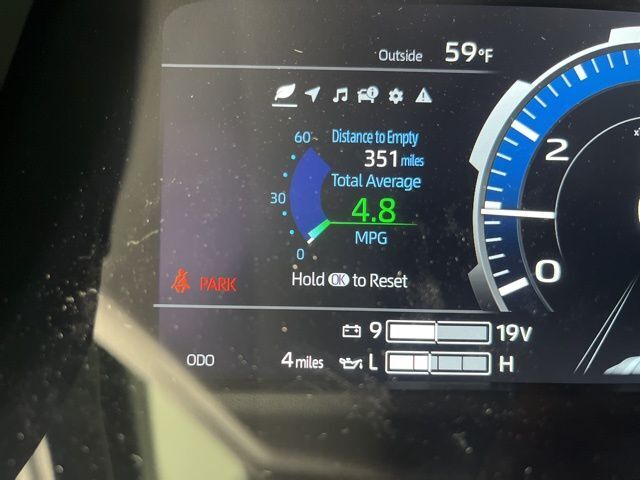 Outside 59°F
60
Distance to Empty
351 miles
Total Average
30
4.8
MPG
0
Hold OK to Reset
PARK
2
0
9 19V
ODO 4 miles
L H